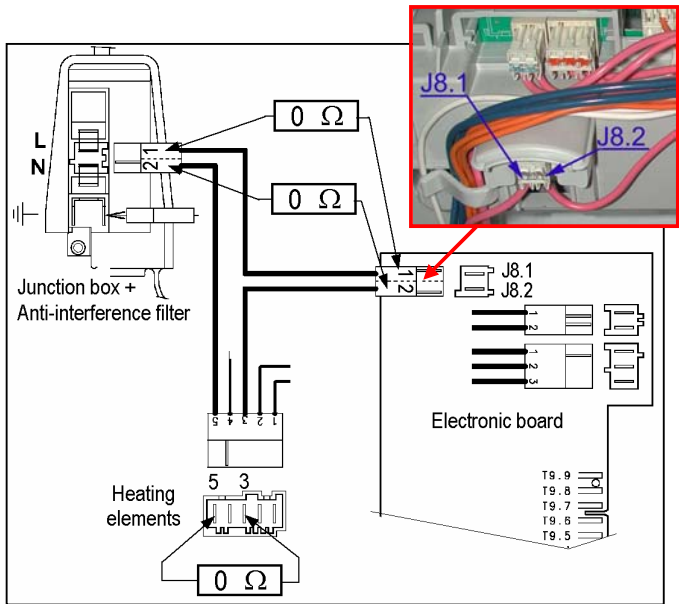 J8.1
J8.2
L
N
1
2
0 Ω
0 Ω
1
2
J8.1
J8.2
Junction box +
Anti-interference filter
1
2
1
2
3
Electronic board
5 4 3 2 1
5 3
Heating
elements
0 Ω
T9.9
T9.8
T9.7
T9.6
T9.5